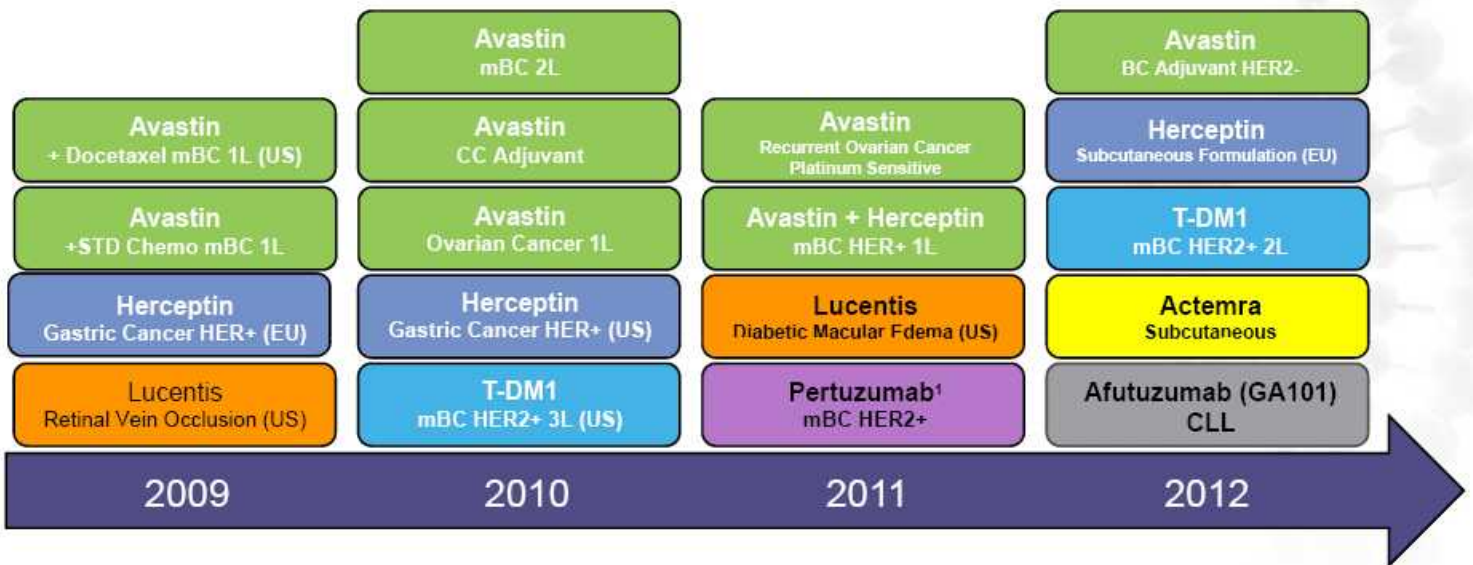 Avastin
mBC 2L
Avastin
BC Adjuvant HER2-
Avastin
+ Docetaxel mBC 1L (US)
Avastin
CC Adjuvant
Avastin
Recurrent Ovarian Cancer
Platinum Sensitive
Herceptin
Subcutaneous Formulation (EU)
Avastin
+STD Chemo mBC 1L
Avastin
Ovarian Cancer 1L
Avastin + Herceptin
mBC HER+ 1L
T-DM1
mBC HER2+ 2L
Herceptin
Gastric Cancer HER+ (EU)
Herceptin
Gastric Cancer HER+ (US)
Lucentis
Diabetic Macular Edema (US)
Actemra
Subcutaneous
Lucentis
Retinal Vein Occlusion (US)
T-DM1
mBC HER2+ 3L (US)
Pertuzumab¹
mBC HER2+
Afutuzumab (GA101)
CLL
2009
2010
2011
2012